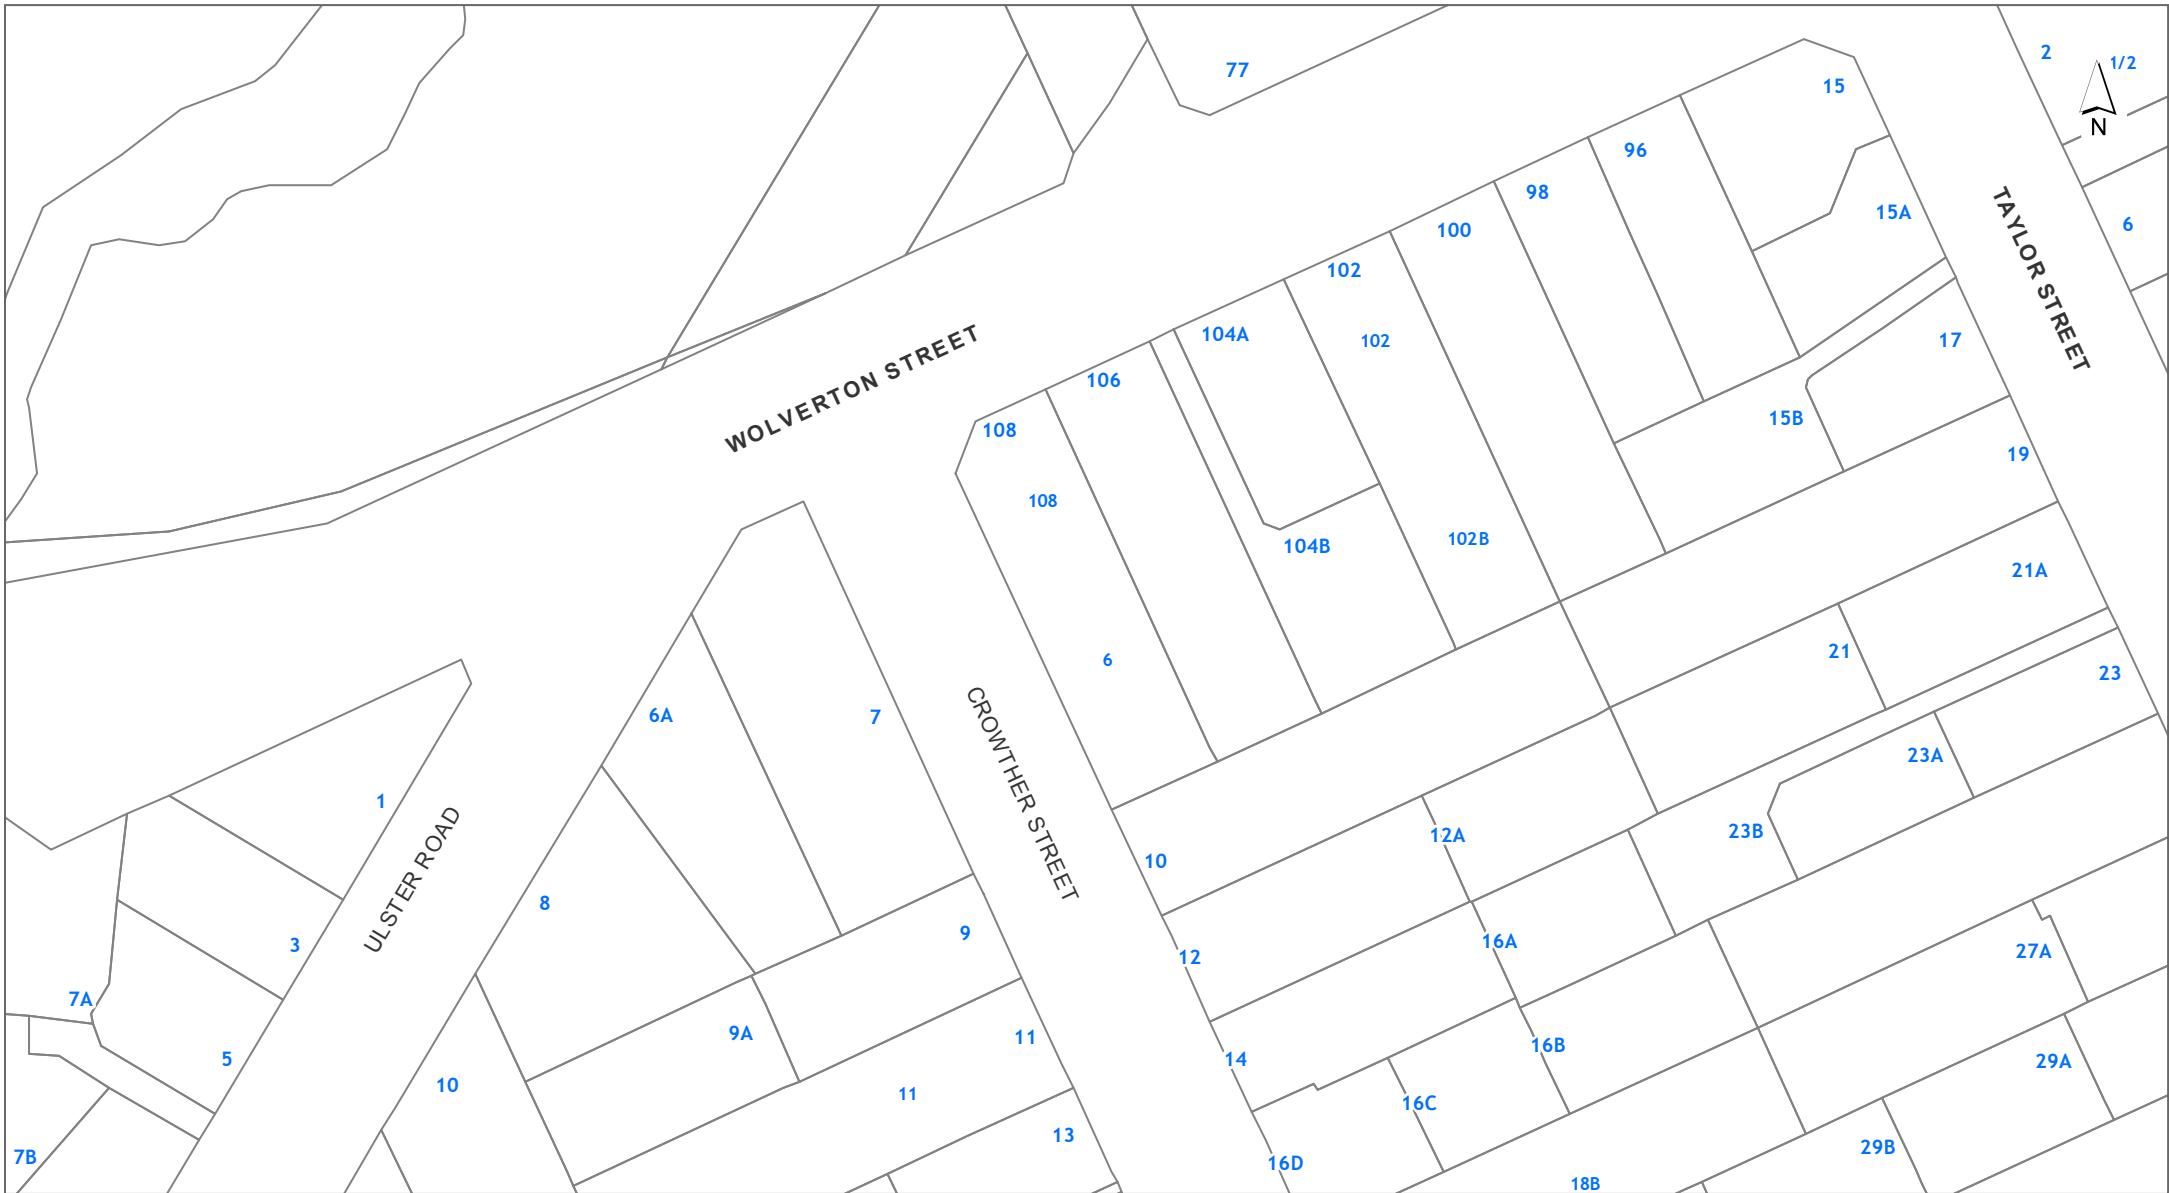 2
1/2
77
15
N
96
98
15A
6
100
102
TAYLOR STREET
104A
102
17
WOLVERTON STREET
106
108
15B
19
108
102B
104B
21A
6
21
23
6A
7
CROWTHER STREET
23A
1
ULSTER ROAD
12A
23B
10
8
9
16A
3
12
27A
7A
9A
11
16B
5
14
29A
10
11
16C
13
29B
7B
16D
18B